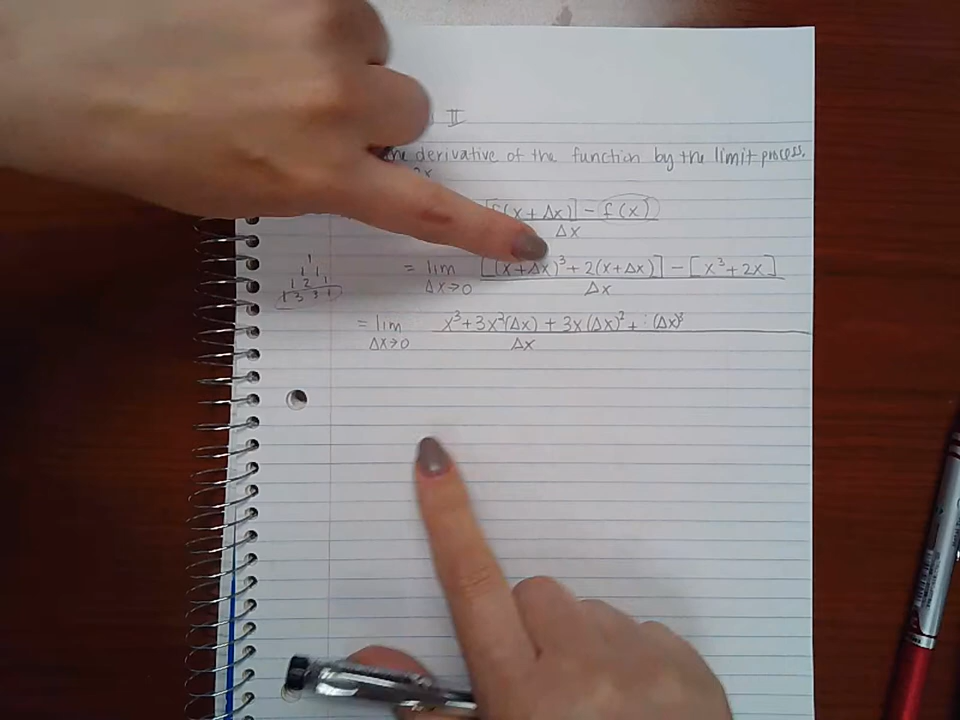 II
the derivative of the function by the limit process.
2x
[f(x + Δx)] - f(x)
Δx
= lim [(x+Δx)³ + 2(x+Δx)] - [x³ + 2x]
Δx→0 Δx
1
1 1
1 2 1
1 3 3 1
= lim x³ + 3x²(Δx) + 3x(Δx)² + (Δx)³
Δx→0 Δx